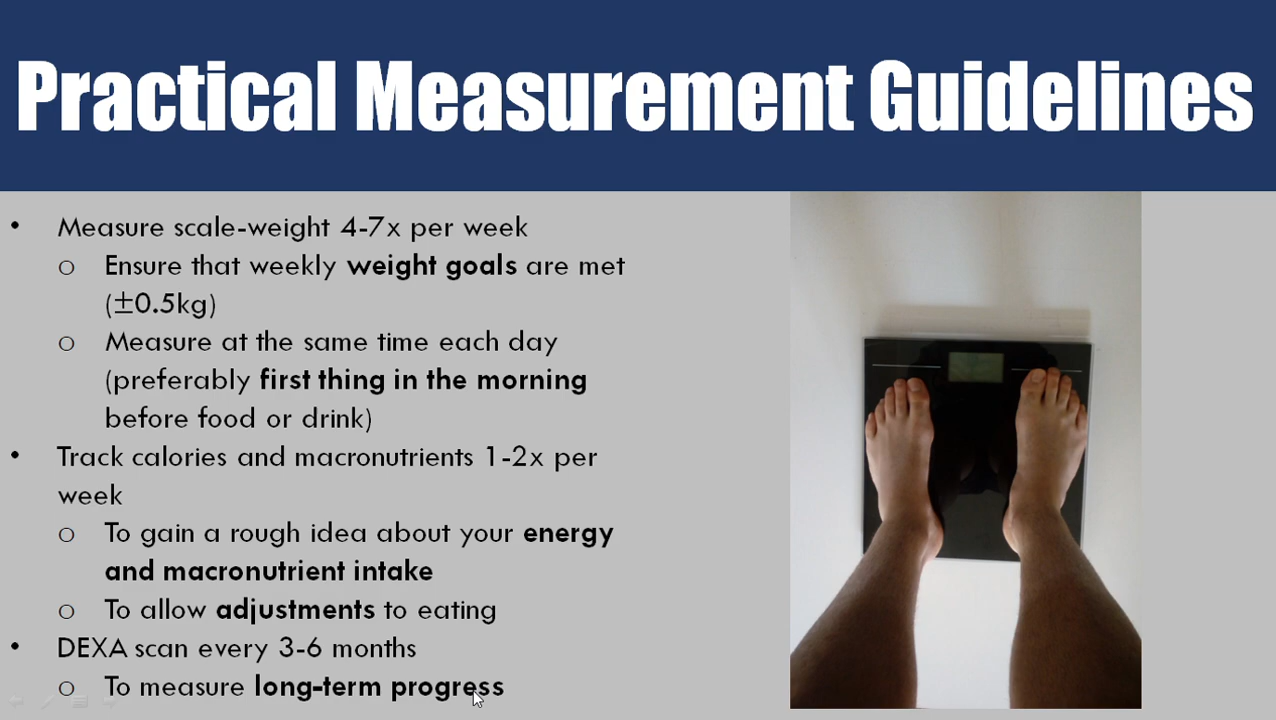 Practical Measurement Guidelines
• Measure scale-weight 4-7x per week
o Ensure that weekly weight goals are met
(±0.5kg)
o Measure at the same time each day
(preferably first thing in the morning
before food or drink)
• Track calories and macronutrients 1-2x per
week
o To gain a rough idea about your energy
and macronutrient intake
o To allow adjustments to eating
• DEXA scan every 3-6 months
o To measure long-term progress